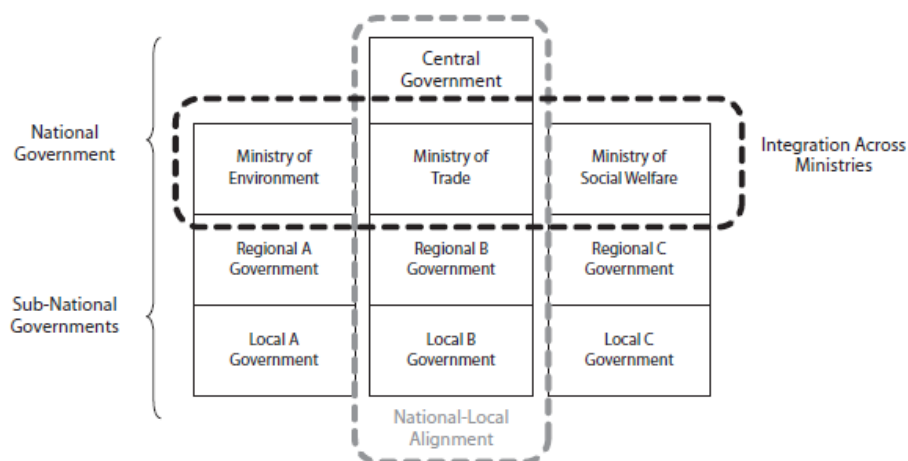 Central
Government
National
Government
Ministry of
Environment
Ministry of
Trade
Ministry of
Social Welfare
Integration Across
Ministries
Regional A
Government
Regional B
Government
Regional C
Government
Sub-National
Governments
Local A
Government
Local B
Government
Local C
Government
National-Local
Alignment